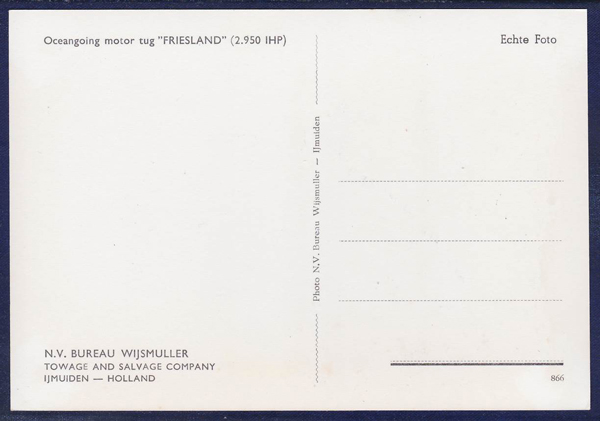 Oceangoing motor tug "FRIESLAND" (2.950 IHP)
Echte Foto
Photo N.V. Bureau Wijsmuller — IJmuiden
N.V. BUREAU WIJSMULLER
TOWAGE AND SALVAGE COMPANY
IJMUIDEN — HOLLAND
866